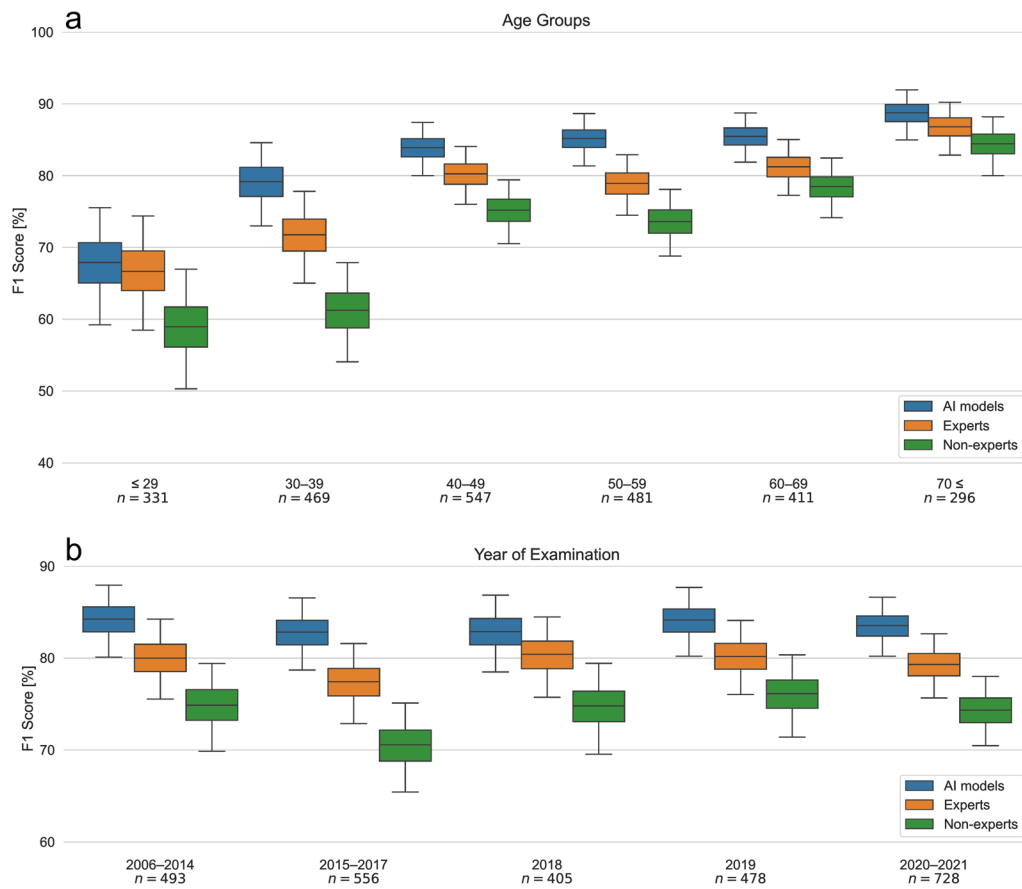 a
Age Groups
100
90
80
70
60
50
40
F1 Score [%]
AI models
Experts
Non-experts
≤ 29
n = 331
30–39
n = 469
40–49
n = 547
50–59
n = 481
60–69
n = 411
70 ≤
n = 296
b
Year of Examination
90
80
70
60
F1 Score [%]
AI models
Experts
Non-experts
2006–2014
n = 493
2015–2017
n = 556
2018
n = 405
2019
n = 478
2020–2021
n = 728